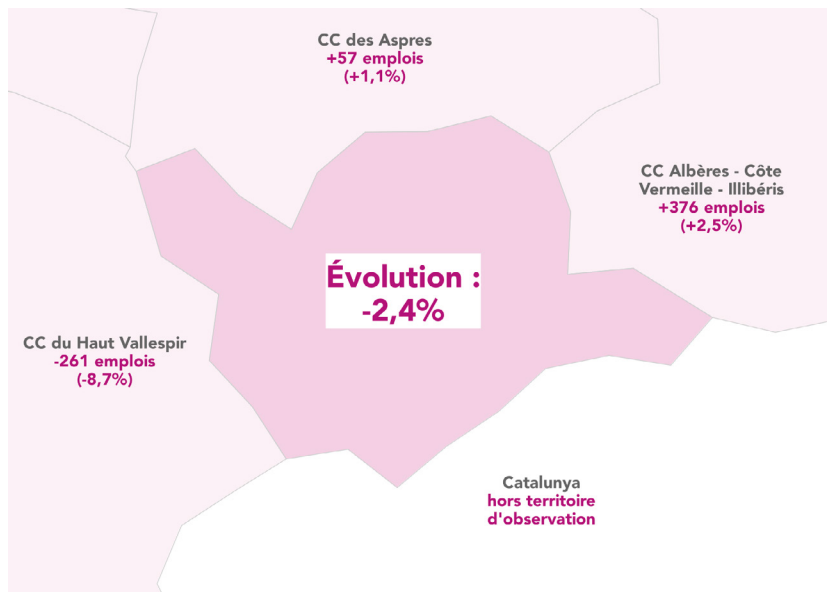 CC des Aspres
+57 emplois
(+1,1%)
CC Albères - Côte
Vermeille - Illibéris
+376 emplois
(+2,5%)
Évolution :
-2,4%
CC du Haut Vallespir
-261 emplois
(-8,7%)
Catalunya
hors territoire
d'observation